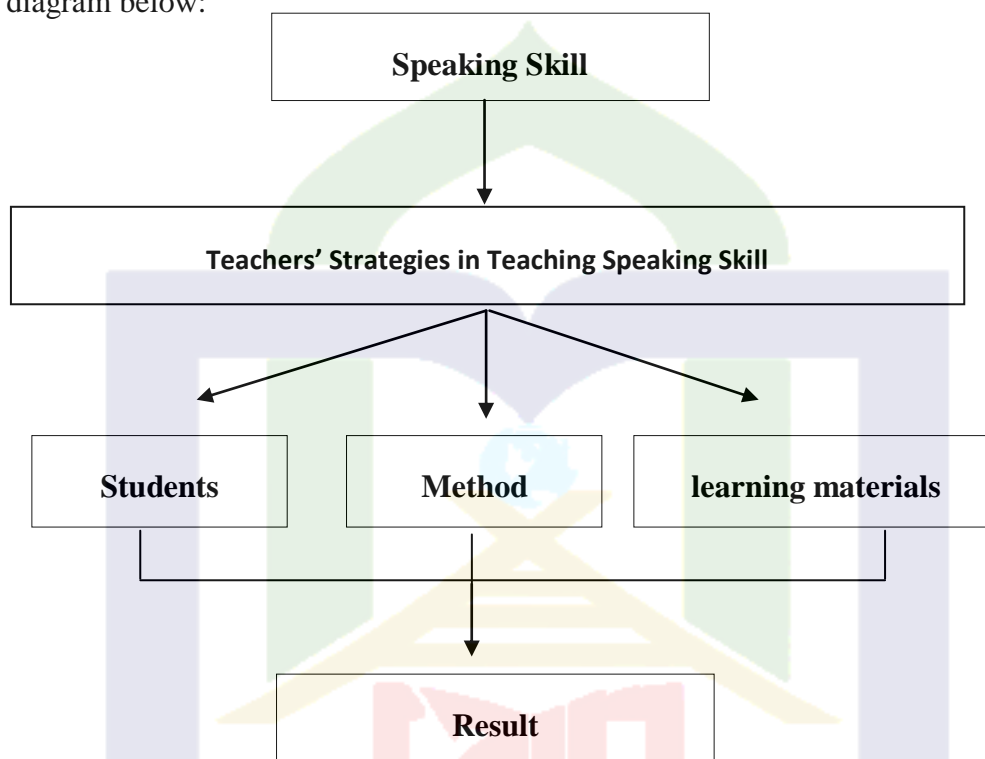 diagram below:
Speaking Skill
Teachers’ Strategies in Teaching Speaking Skill
Students
Method
learning materials
Result